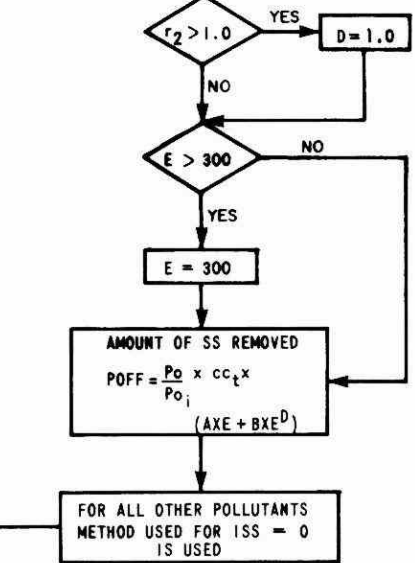 r2 > 1.0
YES
D = 1.0
NO
E > 300
NO
YES
E = 300
AMOUNT OF SS REMOVED
POFF = Po/Poi x cct x
(AXE + BXE^D)
FOR ALL OTHER POLLUTANTS
METHOD USED FOR ISS = 0
IS USED